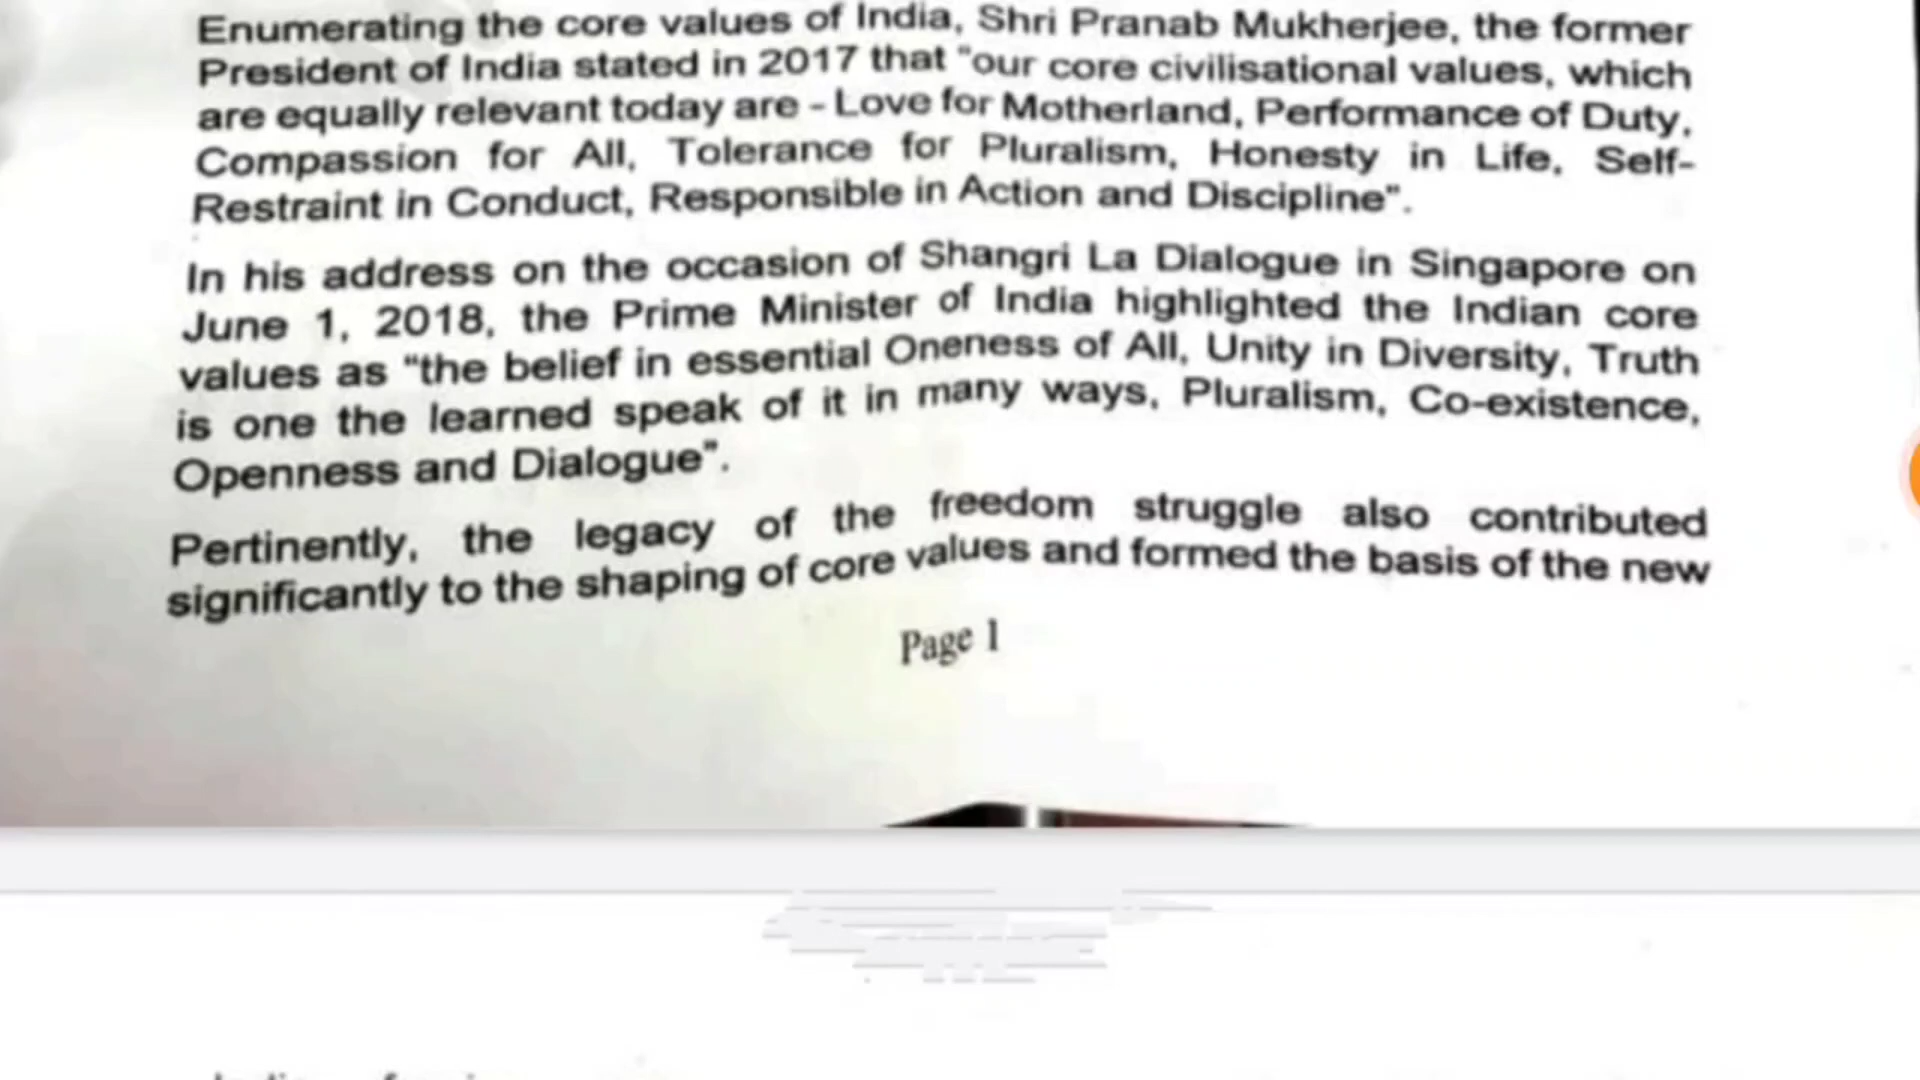 Enumerating the core values of India, Shri Pranab Mukherjee, the former
President of India stated in 2017 that "our core civilisational values, which
are equally relevant today are - Love for Motherland, Performance of Duty,
Compassion for All, Tolerance for Pluralism, Honesty in Life, Self-
Restraint in Conduct, Responsible in Action and Discipline".
In his address on the occasion of Shangri La Dialogue in Singapore on
June 1, 2018, the Prime Minister of India highlighted the Indian core
values as "the belief in essential Oneness of All, Unity in Diversity, Truth
is one the learned speak of it in many ways, Pluralism, Co-existence,
Openness and Dialogue".
Pertinently, the legacy of the freedom struggle also contributed
significantly to the shaping of core values and formed the basis of the new
Page 1